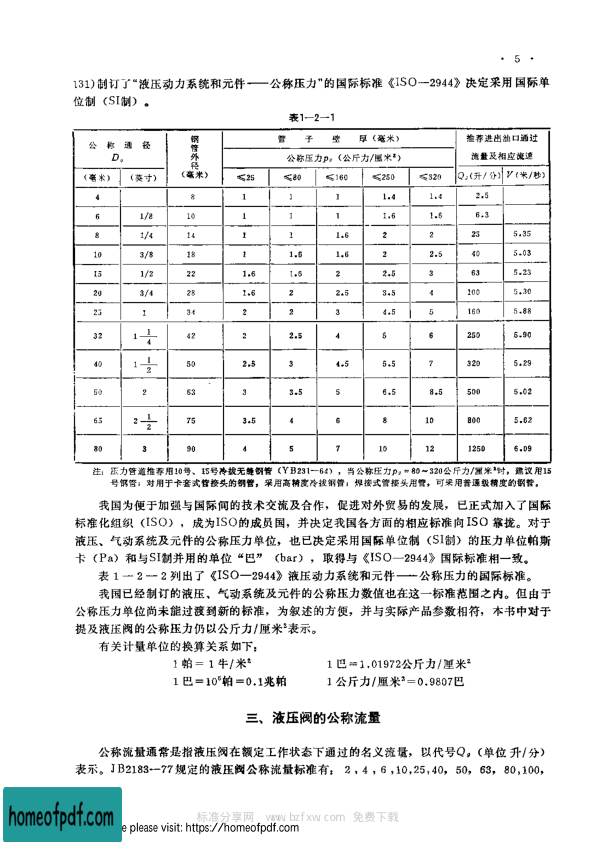 · 5 ·
131)制订了“液压动力系统和元件——公称压力”的国际标准《ISO—2944》决定采用国际单
位制（SI制）。
表1—2—1
公 称 通 径 钢管外径 管 子 壁 厚（毫米） 推荐进出油口通过
Dg 公称压力pg（公斤力/厘米²） 流量及相应流速
（毫米） （英寸） （毫米） ≤25 ≤80 ≤160 ≤250 ≤320 Qg(升/分) V(米/秒)
4 8 1 1 1 1.4 1.4 2.5
6 1/8 10 1 1 1 1.6 1.6 6.3
8 1/4 14 1 1 1.6 2 2 25 5.35
10 3/8 18 1 1.6 1.6 2 2.5 40 5.03
15 1/2 22 1.6 1.6 2 2.5 3 63 5.23
20 3/4 28 1.6 2 2.5 3.5 4 100 5.30
25 1 34 2 2 3 4.5 5 160 5.88
32 1 1/4 42 2 2.5 4 5 6 250 5.90
40 1 1/2 50 2.5 3 4.5 5.5 7 320 5.29
50 2 63 3 3.5 5 6.5 8.5 500 5.02
65 2 1/2 75 3.5 4 6 8 10 800 5.62
80 3 90 4 5 7 10 12 1250 6.09
注：压力管道推荐用10号、15号冷拔无缝钢管（YB231—64），当公称压力pg=80～320公斤力/厘米²时，建议用15
号钢管；对用于卡套式管接头的钢管，采用高精度冷拔钢管；焊接式管接头用管，可采用普通级精度的钢管。
我国为便于加强与国际间的技术交流及合作，促进对外贸易的发展，已正式加入了国际
标准化组织（ISO），成为ISO的成员国，并决定我国各方面的相应标准向ISO 靠拢。对于
液压、气动系统及元件的公称压力单位，也已决定采用国际单位制（SI制）的压力单位帕斯
卡（Pa）和与SI制并用的单位“巴”（bar），取得与《ISO—2944》国际标准相一致。
表 1 — 2 — 2 列出了《ISO—2944》液压动力系统和元件——公称压力的国际标准。
我国已经制订的液压、气动系统及元件的公称压力数值也在这一标准范围之内。但由于
公称压力单位尚未能过渡到新的标准，为叙述的方便，并与实际产品参数相符，本书中对于
提及液压阀的公称压力仍以公斤力/厘米²表示。
有关计量单位的换算关系如下：
1 帕＝ 1 牛/米² 1 巴＝1.01972公斤力/厘米²
1 巴＝10⁵帕＝0.1兆帕 1 公斤力/厘米²＝0.9807巴
三、液压阀的公称流量
公称流量通常是指液压阀在额定工作状态下通过的名义流量，以代号Qg（单位 升/分）
表示。JB2183—77 规定的液压阀公称流量标准有： 2，4，6，10，25，40， 50， 63， 80，100，
标准分享网 www.bzfxw.com 免费下载
homeofpdf.com
e please visit: https://homeofpdf.com